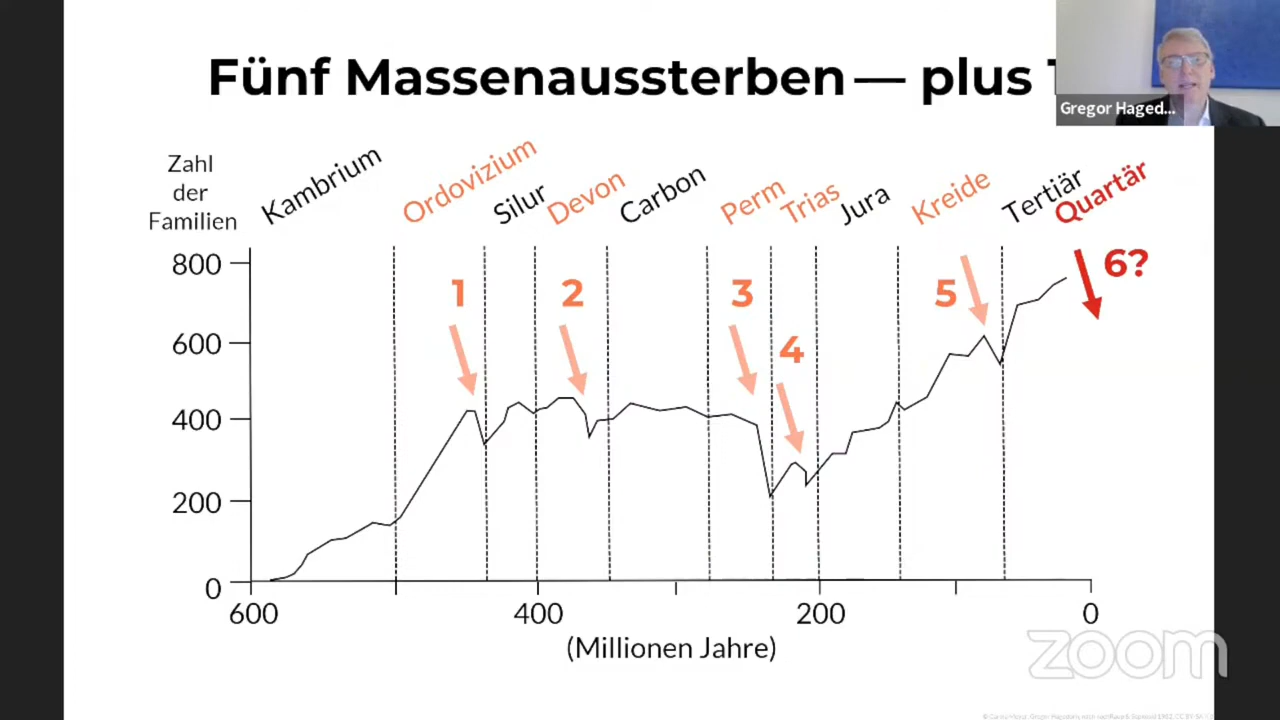 Fünf Massenaussterben — plus
Gregor Haged...
Zahl
der
Familien
Kambrium
Ordovizium
Silur
Devon
Carbon
Perm
Trias
Jura
Kreide
Tertiär
Quartär
800
600
400
200
0
1
2
3
4
5
6?
600
400
200
0
(Millionen Jahre)
zoom